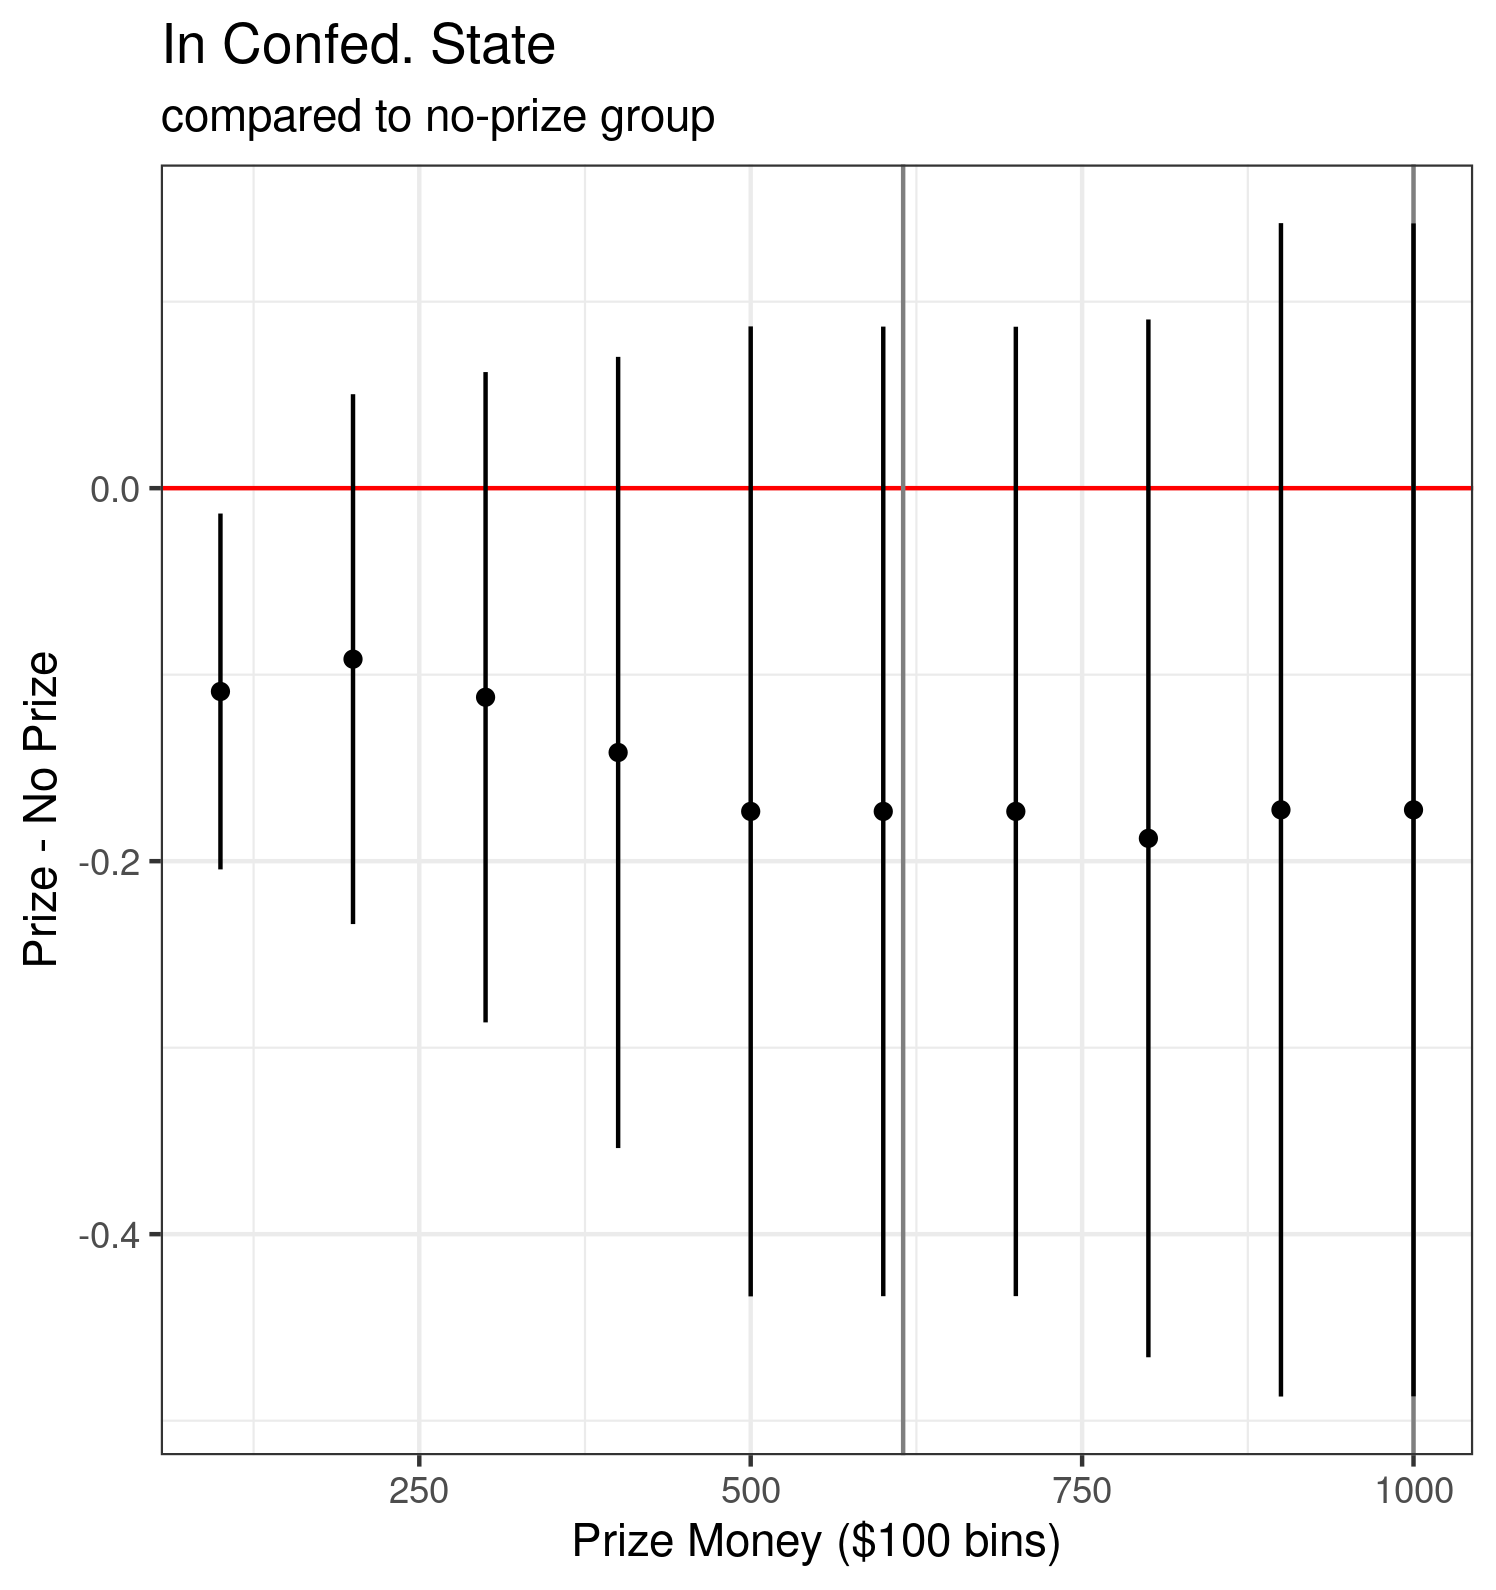 In Confed. State
compared to no-prize group
Prize - No Prize
0.0
-0.2
-0.4
250
500
750
1000
Prize Money ($100 bins)